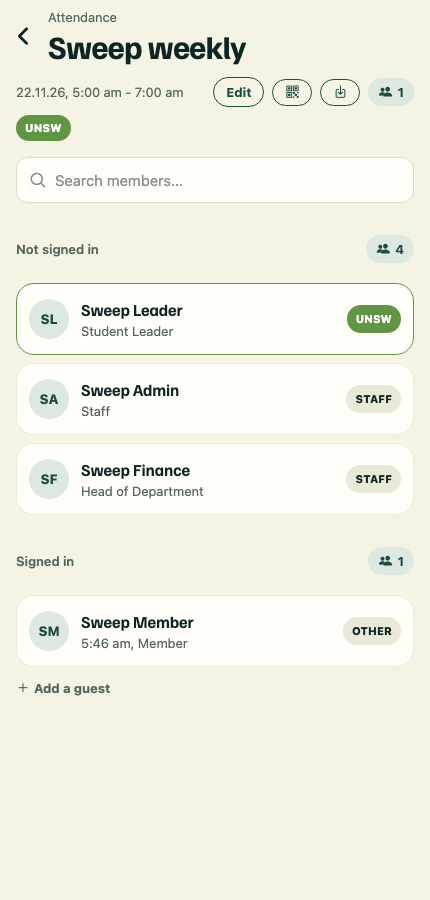 Attendance
Sweep weekly
22.11.26, 5:00 am - 7:00 am
Edit
1
UNSW
Search members...
Not signed in
4
SL
Sweep Leader
Student Leader
UNSW
SA
Sweep Admin
Staff
STAFF
SF
Sweep Finance
Head of Department
STAFF
Signed in
1
SM
Sweep Member
5:46 am, Member
OTHER
+ Add a guest